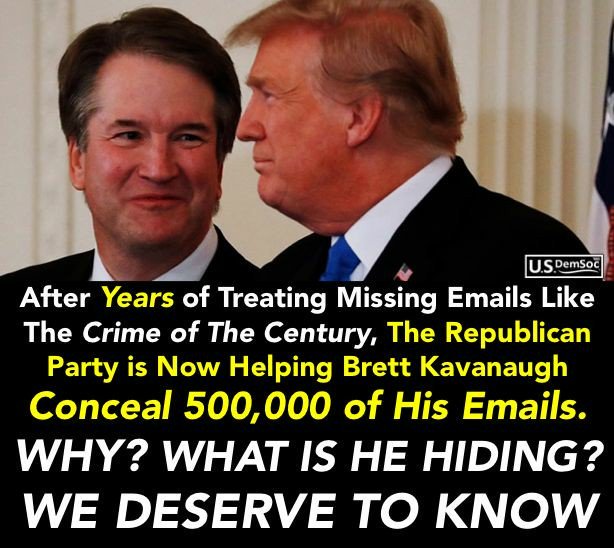 U.S. DemSoc
After Years of Treating Missing Emails Like
The Crime of The Century, The Republican
Party is Now Helping Brett Kavanaugh
Conceal 500,000 of His Emails.
WHY? WHAT IS HE HIDING?
WE DESERVE TO KNOW